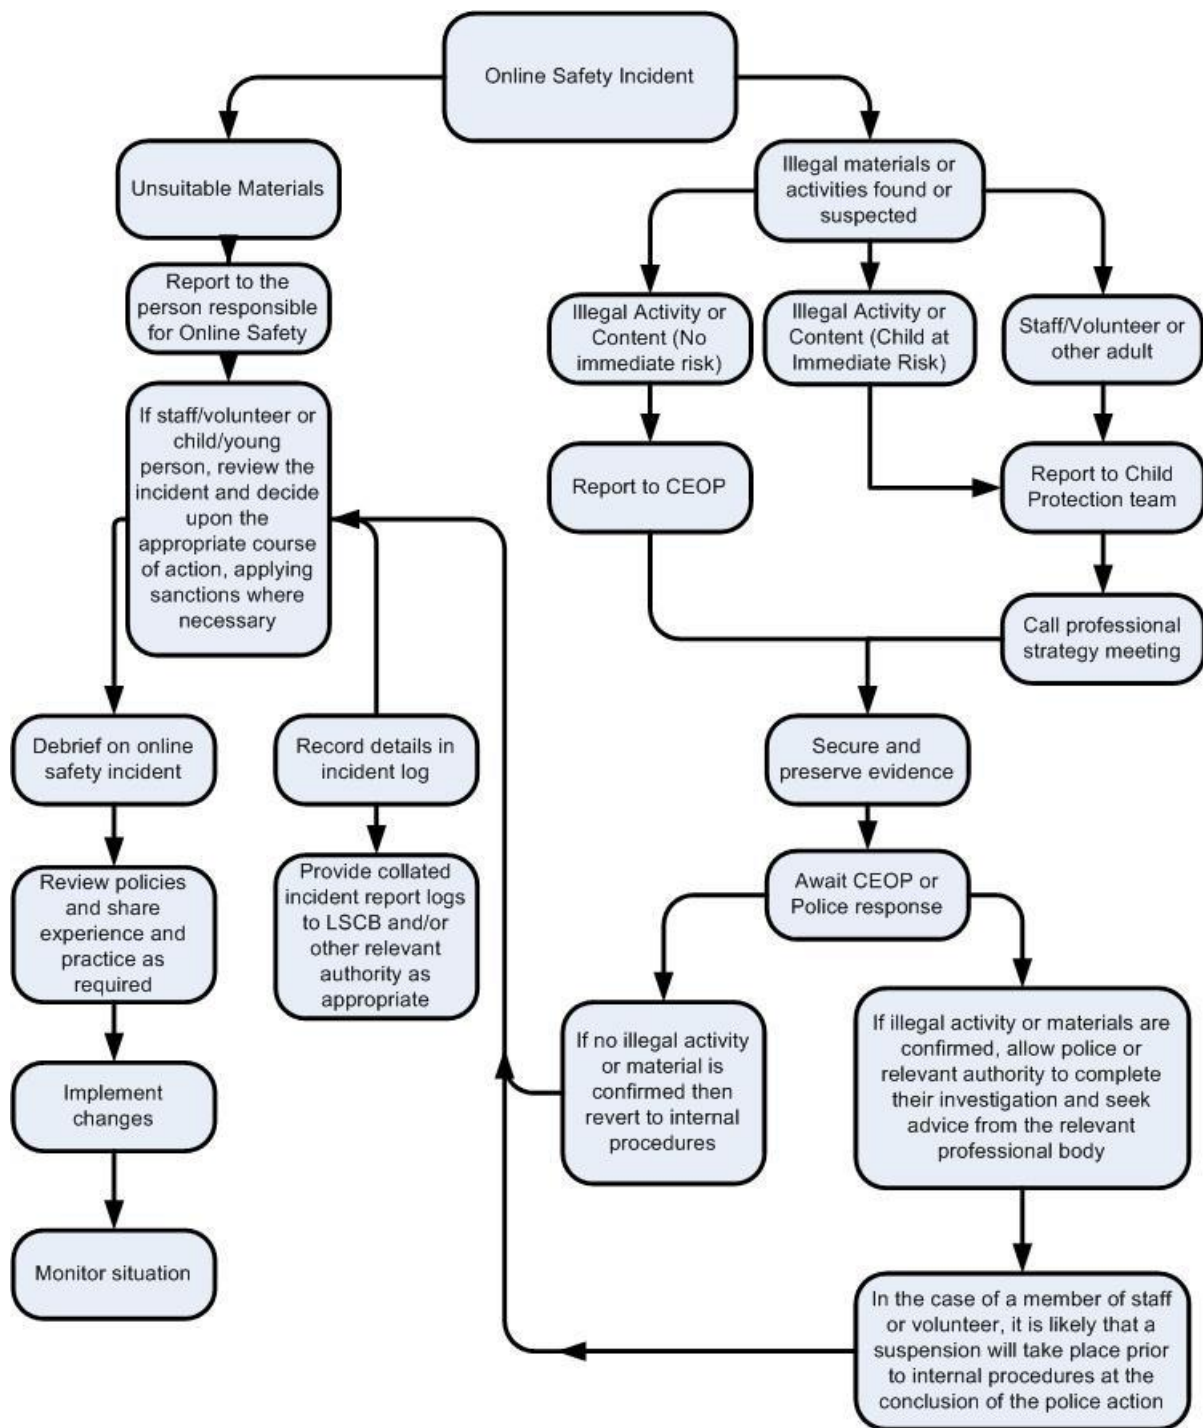 Online Safety Incident
Unsuitable Materials
Illegal materials or
activities found or
suspected
Report to the
person responsible
for Online Safety
Illegal Activity or
Content (No
immediate risk)
Illegal Activity or
Content (Child at
Immediate Risk)
Staff/Volunteer or
other adult
If staff/volunteer or
child/young
person, review the
incident and decide
upon the
appropriate course
of action, applying
sanctions where
necessary
Report to CEOP
Report to Child
Protection team
Call professional
strategy meeting
Debrief on online
safety incident
Record details in
incident log
Secure and
preserve evidence
Review policies
and share
experience and
practice as
required
Provide collated
incident report logs
to LSCB and/or
other relevant
authority as
appropriate
Await CEOP or
Police response
If no illegal activity
or material is
confirmed then
revert to internal
procedures
If illegal activity or materials are
confirmed, allow police or
relevant authority to complete
their investigation and seek
advice from the relevant
professional body
Implement
changes
Monitor situation
In the case of a member of staff
or volunteer, it is likely that a
suspension will take place prior
to internal procedures at the
conclusion of the police action